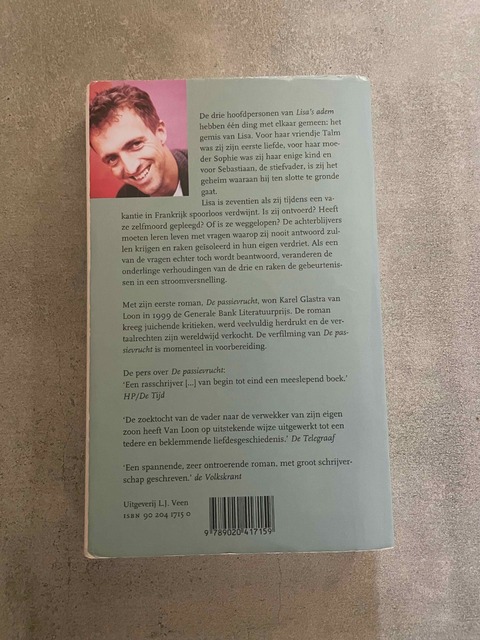 De drie hoofdpersonen van Lisa's adem
hebben één ding met elkaar gemeen: het
gemis van Lisa. Voor haar vriendje Talm
was zij zijn eerste liefde, voor haar moe-
der Sophie was zij haar enige kind en
voor Sebastiaan, de stiefvader, is zij het
geheim waaraan hij ten slotte te gronde
gaat.
Lisa is zeventien als zij tijdens een va-
kantie in Frankrijk spoorloos verdwijnt. Is zij ontvoerd? Heeft
ze zelfmoord gepleegd? Of is ze weggelopen? De achterblijvers
moeten leren leven met vragen waarop zij nooit antwoord zul-
len krijgen en raken geïsoleerd in hun eigen verdriet. Als een
van de vragen echter toch wordt beantwoord, veranderen de
onderlinge verhoudingen van de drie en raken de gebeurtenis-
sen in een stroomversnelling.
Met zijn eerste roman, De passievrucht, won Karel Glastra van
Loon in 1999 de Generale Bank Literatuurprijs. De roman
kreeg juichende kritieken, werd veelvuldig herdrukt en de ver-
taalrechten zijn wereldwijd verkocht. De verfilming van De pas-
sievrucht is momenteel in voorbereiding.
De pers over De passievrucht:
'Een rasschrijver [...] van begin tot eind een meeslepend boek.'
HP/De Tijd
'De zoektocht van de vader naar de verwekker van zijn eigen
zoon heeft Van Loon op uitstekende wijze uitgewerkt tot een
tedere en beklemmende liefdesgeschiedenis.' De Telegraaf
'Een spannende, zeer ontroerende roman, met groot schrijver-
schap geschreven.' de Volkskrant
Uitgeverij L.J. Veen
ISBN 90 204 1715 0
9 789020 417159